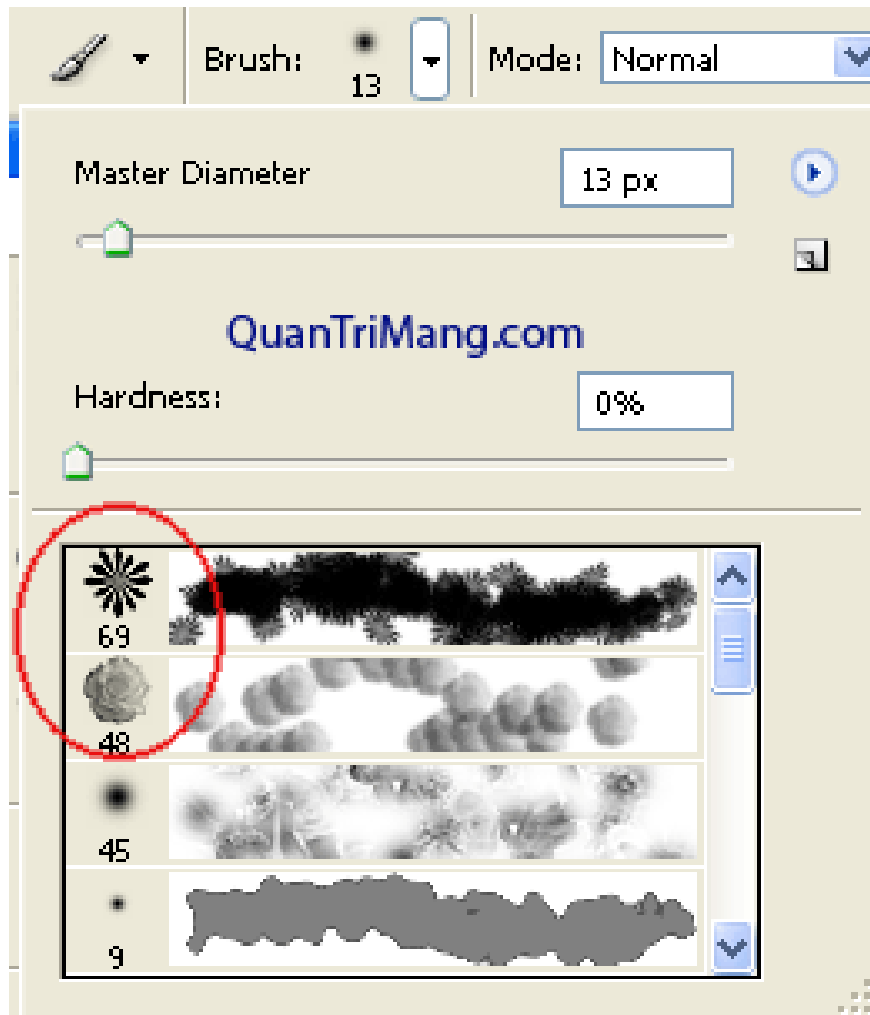 Brush: 13 Mode: Normal
Master Diameter 13 px
QuanTriMang.com
Hardness: 0%
69
48
45
9